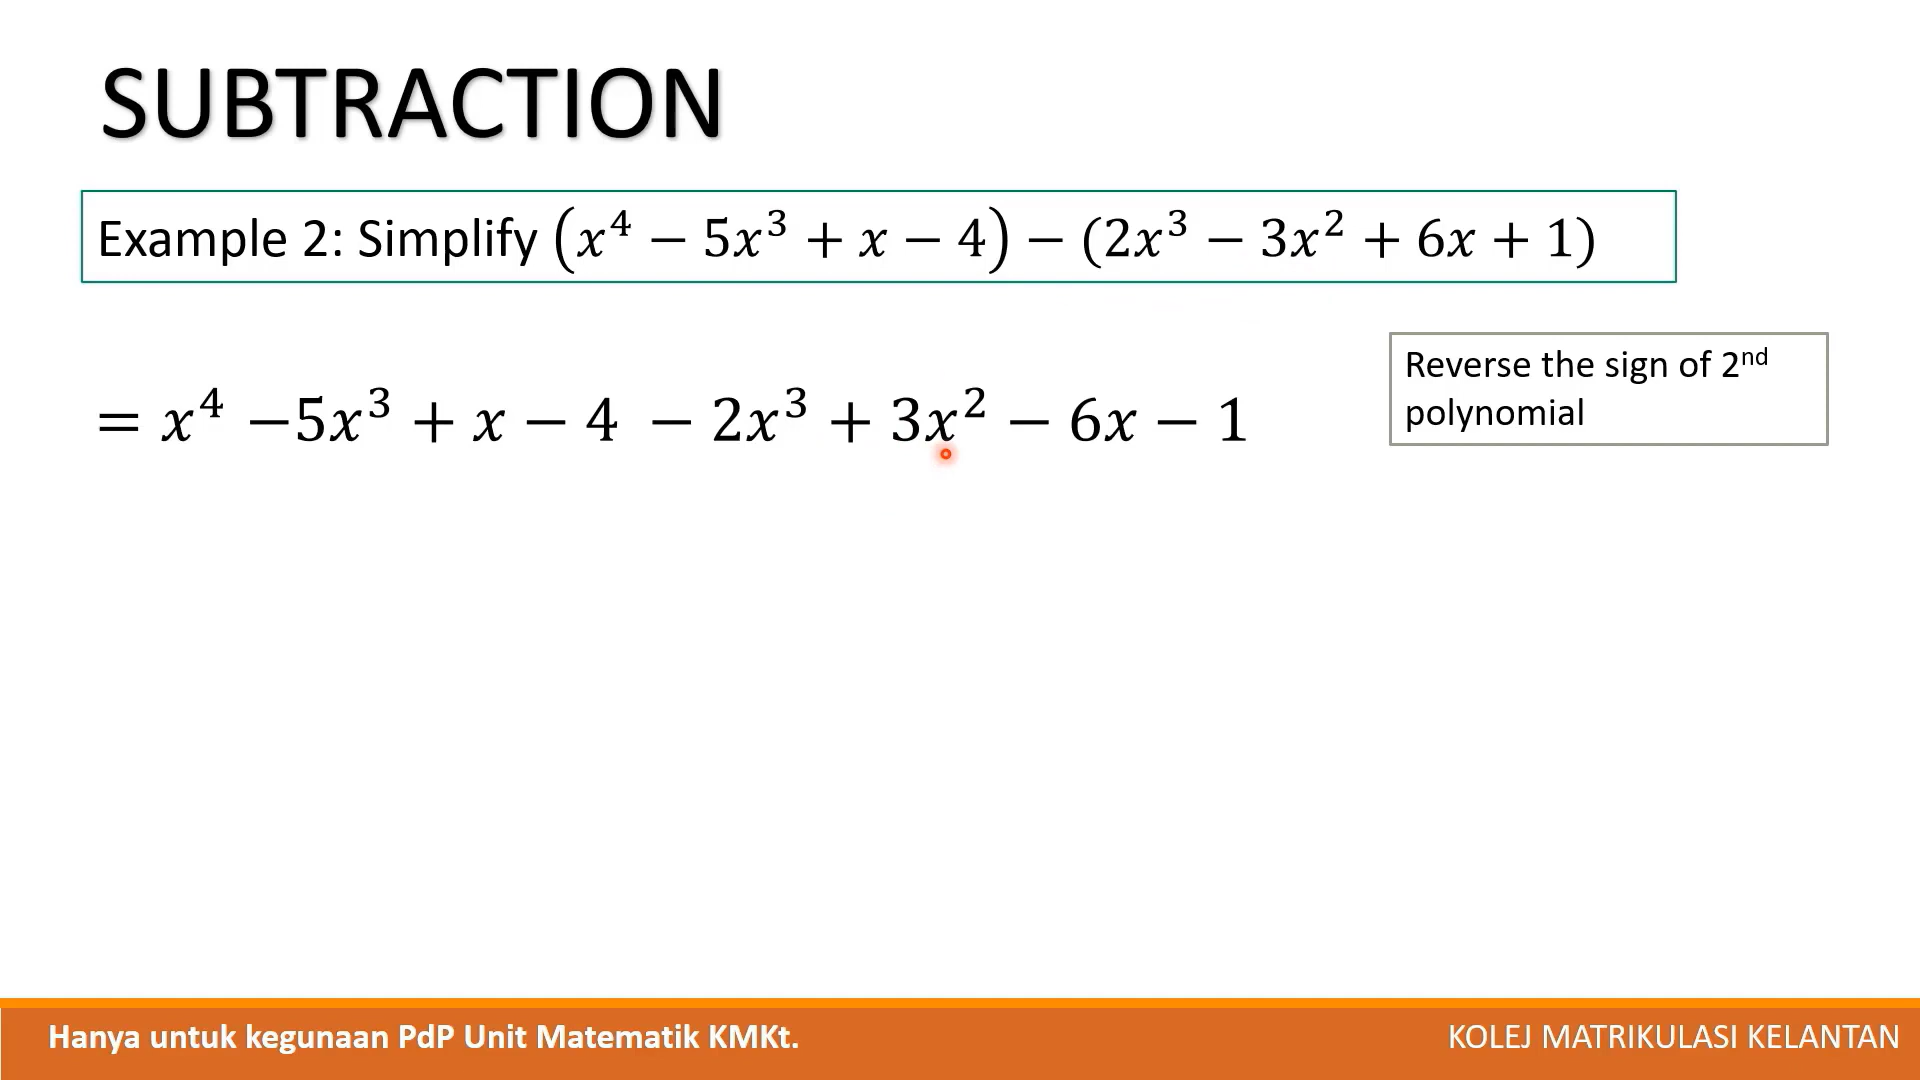 SUBTRACTION
Example 2: Simplify (x⁴ − 5x³ + x − 4) − (2x³ − 3x² + 6x + 1)
= x⁴ −5x³ + x − 4 − 2x³ + 3x² − 6x − 1
Reverse the sign of 2ⁿᵈ
polynomial
Hanya untuk kegunaan PdP Unit Matematik KMKt.
KOLEJ MATRIKULASI KELANTAN